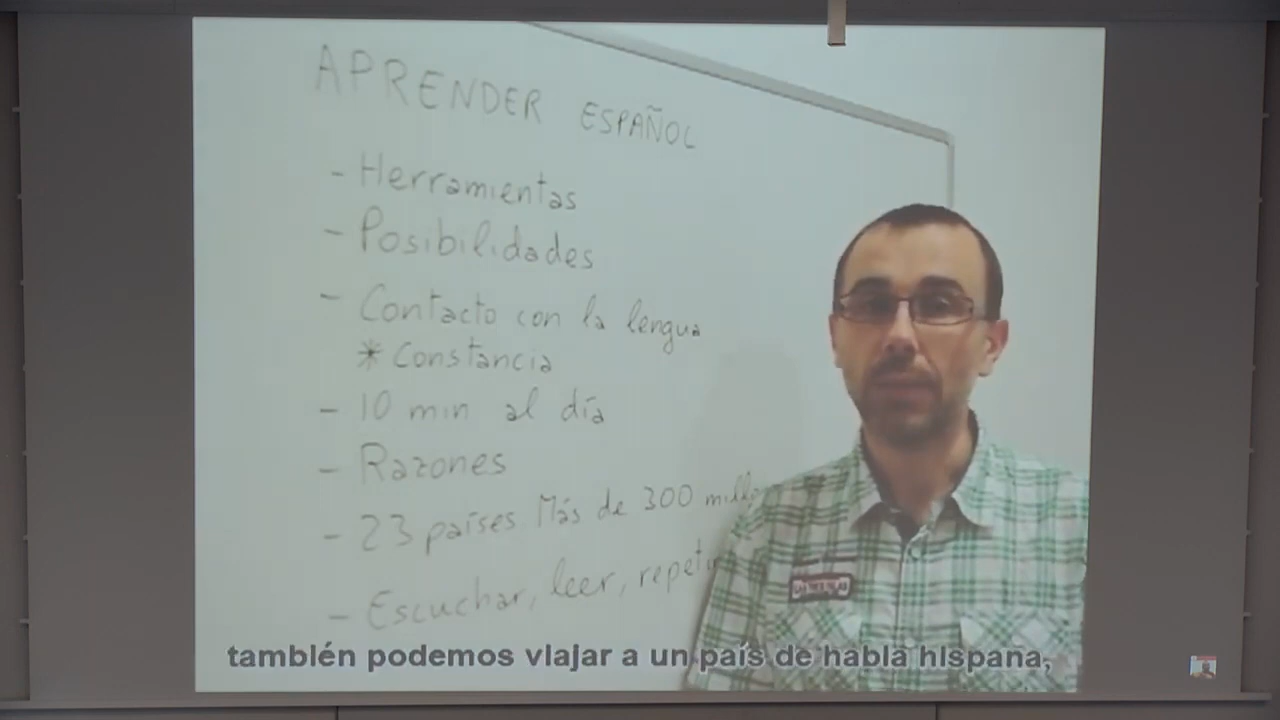 APRENDER ESPAÑOL
- Herramientas
- Posibilidades
- Contacto con la lengua
* Constancia
- 10 min al día
- Razones
- 23 países Más de 300
- Escuchar, leer,
también podemos viajar a un país de habla hispana,